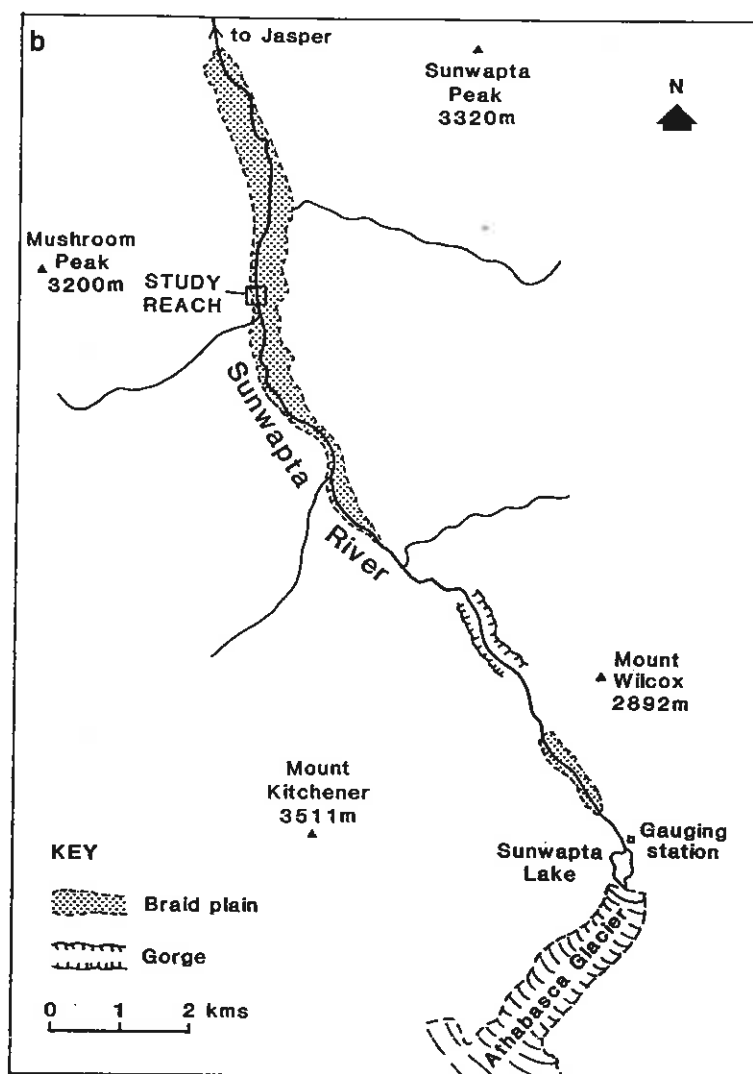 b
to Jasper
Sunwapta
Peak
3320m
N
Mushroom
Peak
3200m
STUDY
REACH
Sunwapta
River
Mount
Wilcox
2892m
Mount
Kitchener
3511m
Gauging
station
Sunwapta
Lake
Athabasca Glacier
KEY
Braid plain
Gorge
0 1 2 kms